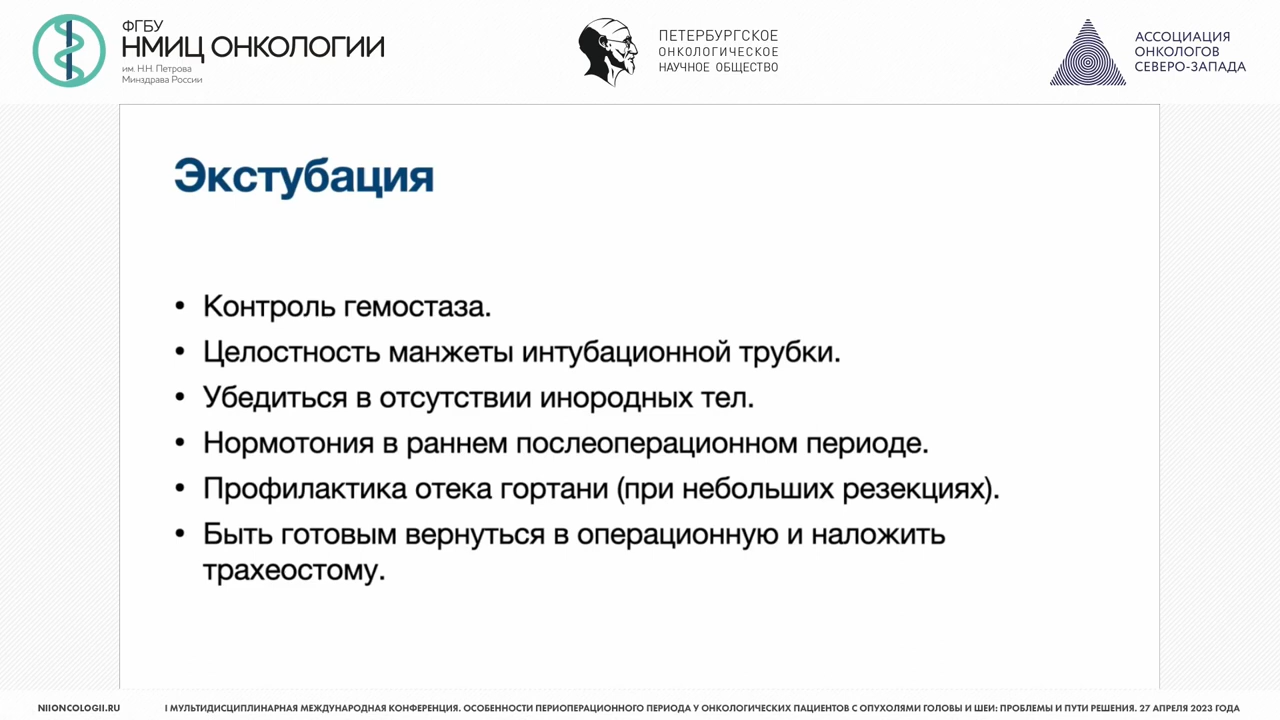 ФГБУ
НМИЦ ОНКОЛОГИИ
им. Н.Н. Петрова
Минздрава России
ПЕТЕРБУРГСКОЕ
ОНКОЛОГИЧЕСКОЕ
НАУЧНОЕ ОБЩЕСТВО
АССОЦИАЦИЯ
ОНКОЛОГОВ
СЕВЕРО-ЗАПАДА
Экстубация
• Контроль гемостаза.
• Целостность манжеты интубационной трубки.
• Убедиться в отсутствии инородных тел.
• Нормотония в раннем послеоперационном периоде.
• Профилактика отека гортани (при небольших резекциях).
• Быть готовым вернуться в операционную и наложить
трахеостому.
NIIONCOLOGII.RU
I МУЛЬТИДИСЦИПЛИНАРНАЯ МЕЖДУНАРОДНАЯ КОНФЕРЕНЦИЯ. ОСОБЕННОСТИ ПЕРИОПЕРАЦИОННОГО ПЕРИОДА У ОНКОЛОГИЧЕСКИХ ПАЦИЕНТОВ С ОПУХОЛЯМИ ГОЛОВЫ И ШЕИ: ПРОБЛЕМЫ И ПУТИ РЕШЕНИЯ. 27 АПРЕЛЯ 2023 ГОДА